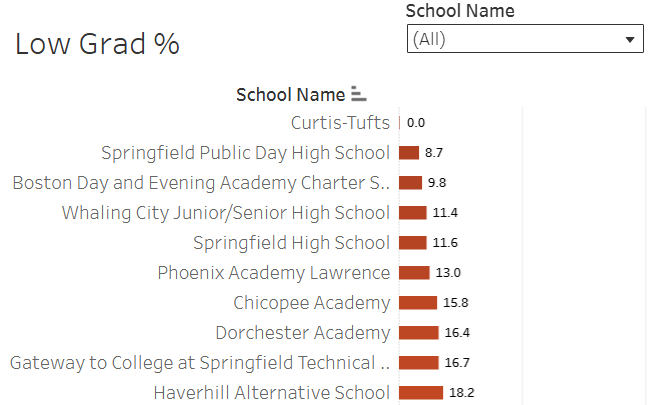 School Name
Low Grad %
(All)
School Name
Curtis-Tufts 0.0
Springfield Public Day High School 8.7
Boston Day and Evening Academy Charter S.. 9.8
Whaling City Junior/Senior High School 11.4
Springfield High School 11.6
Phoenix Academy Lawrence 13.0
Chicopee Academy 15.8
Dorchester Academy 16.4
Gateway to College at Springfield Technical .. 16.7
Haverhill Alternative School 18.2